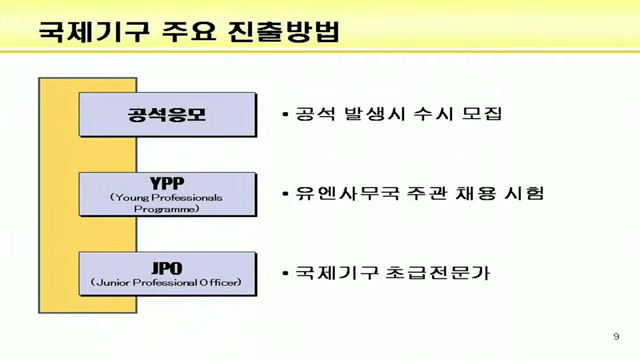 국제기구 주요 진출방법
공석응모
• 공석 발생시 수시 모집
YPP
(Young Professionals
Programme)
• 유엔사무국 주관 채용 시험
JPO
(Junior Professional Officer)
• 국제기구 초급전문가
9